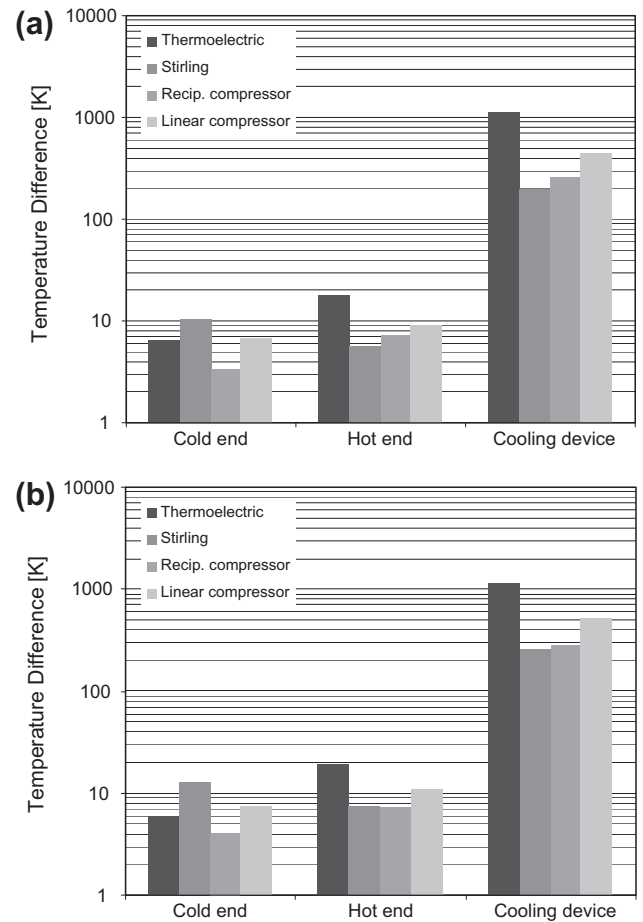 (a)
10000
1000
100
10
1
Temperature Difference [K]
Thermoelectric
Stirling
Recip. compressor
Linear compressor
Cold end
Hot end
Cooling device
(b)
10000
1000
100
10
1
Temperature Difference [K]
Thermoelectric
Stirling
Recip. compressor
Linear compressor
Cold end
Hot end
Cooling device